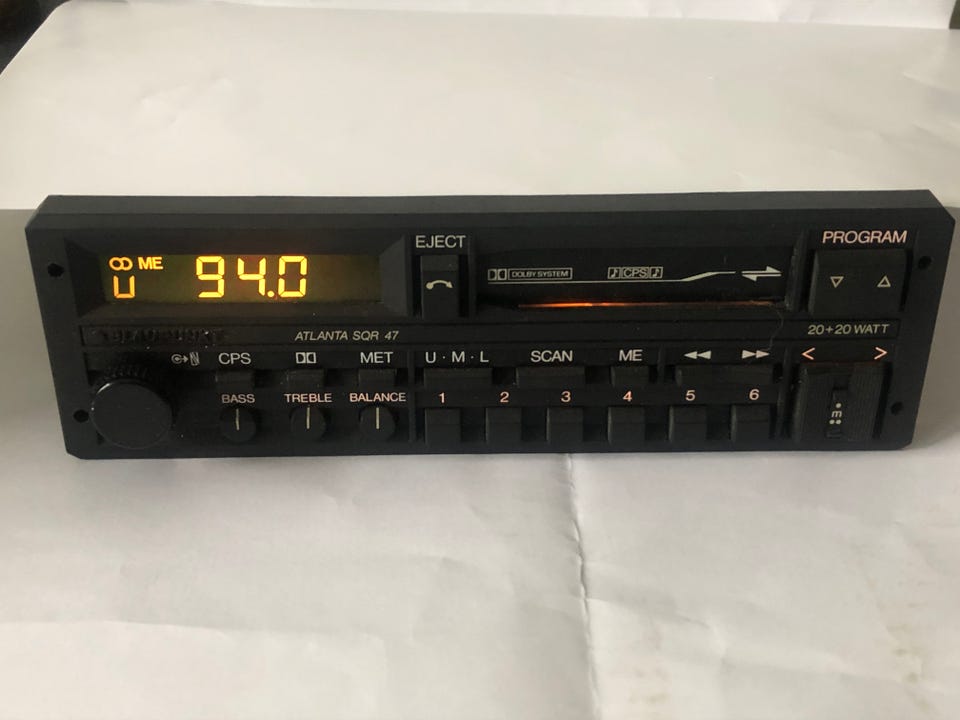 EJECT
PROGRAM
ME
U
94.0
DOLBY SYSTEM
CPS
BLAUPUNKT
ATLANTA SQR 47
20+20 WATT
CPS
MET
U · M · L
SCAN
ME
BASS
TREBLE
BALANCE
1 2 3 4 5 6
m